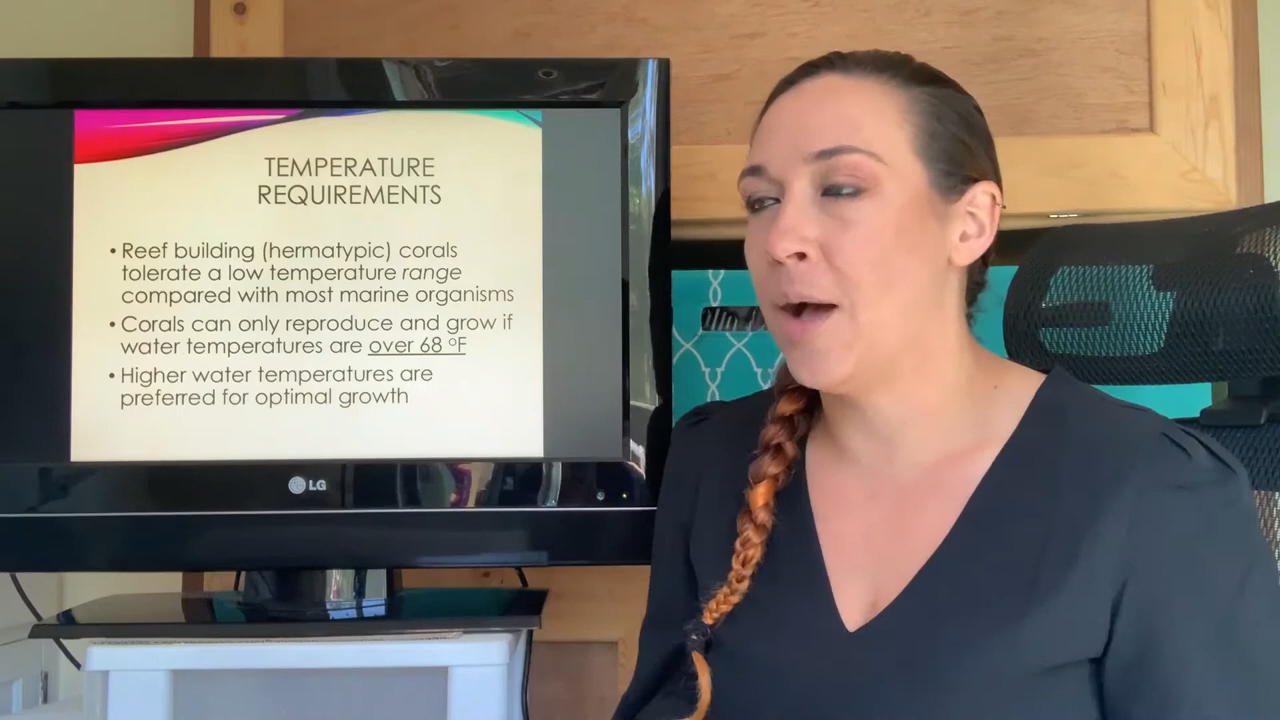 TEMPERATURE
REQUIREMENTS
• Reef building (hermatypic) corals
tolerate a low temperature range
compared with most marine organisms
• Corals can only reproduce and grow if
water temperatures are over 68 °F
• Higher water temperatures are
preferred for optimal growth
LG